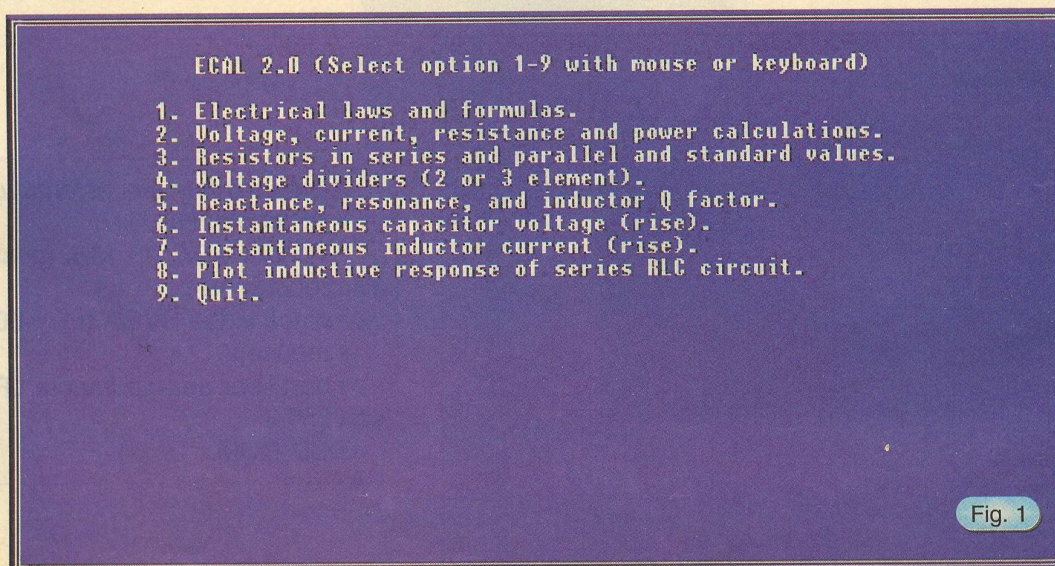 ECAL 2.0 (Select option 1-9 with mouse or keyboard)
1. Electrical laws and formulas.
2. Voltage, current, resistance and power calculations.
3. Resistors in series and parallel and standard values.
4. Voltage dividers (2 or 3 element).
5. Reactance, resonance, and inductor Q factor.
6. Instantaneous capacitor voltage (rise).
7. Instantaneous inductor current (rise).
8. Plot inductive response of series RLC circuit.
9. Quit.
Fig. 1